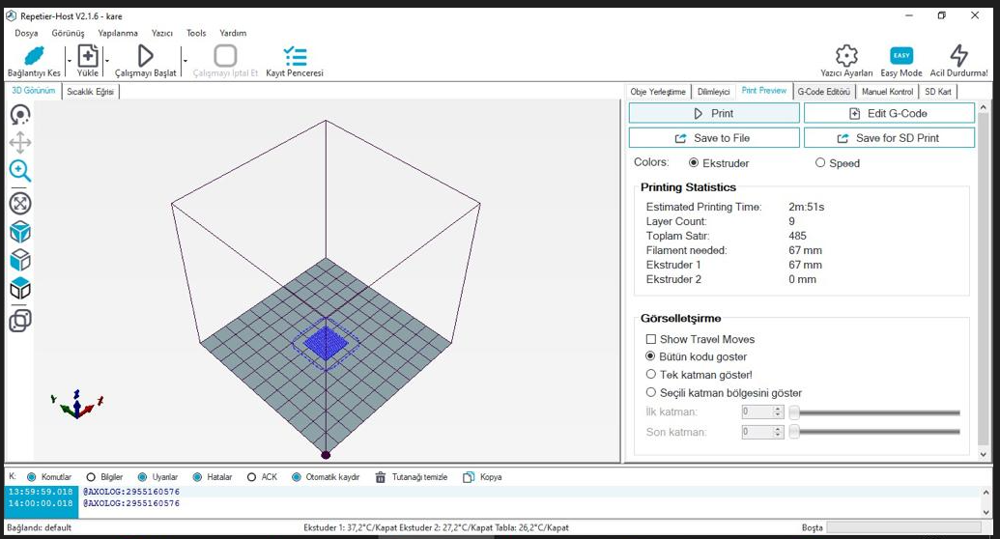 Repetier-Host V2.1.6 - kare
Dosya Görünüş Yapılanma Yazıcı Tools Yardım
Bağlantıyı Kes Yükle Çalışmayı Başlat Çalışmayı İptal Et Kayıt Penceresi Yazıcı Ayarları EASY Easy Mode Acil Durdurma!
3D Görünüm Sıcaklık Eğrisi
Obje Yerleştirme Dilimleyici Print Preview G-Code Editörü Manuel Kontrol SD Kart
Print Edit G-Code
Save to File Save for SD Print
Colors: Ekstruder Speed
Printing Statistics
Estimated Printing Time: 2m:51s
Layer Count: 9
Toplam Satır: 485
Filament needed: 67 mm
Ekstruder 1 67 mm
Ekstruder 2 0 mm
Görselletşirme
Show Travel Moves
Bütün kodu goster
Tek katman göster!
Seçili katman bölgesini göster
İlk katman: 0
Son katman: 0
K: Komutlar Bilgiler Uyarılar Hatalar ACK Otomatik kaydır Tutanağı temizle Kopya
13:59:59.018 @AXOLOG:2955160576
14:00:00.018 @AXOLOG:2955160576
Bağlandı: default Ekstuder 1: 37,2°C/Kapat Ekstuder 2: 27,2°C/Kapat Tabla: 26,2°C/Kapat Boşta